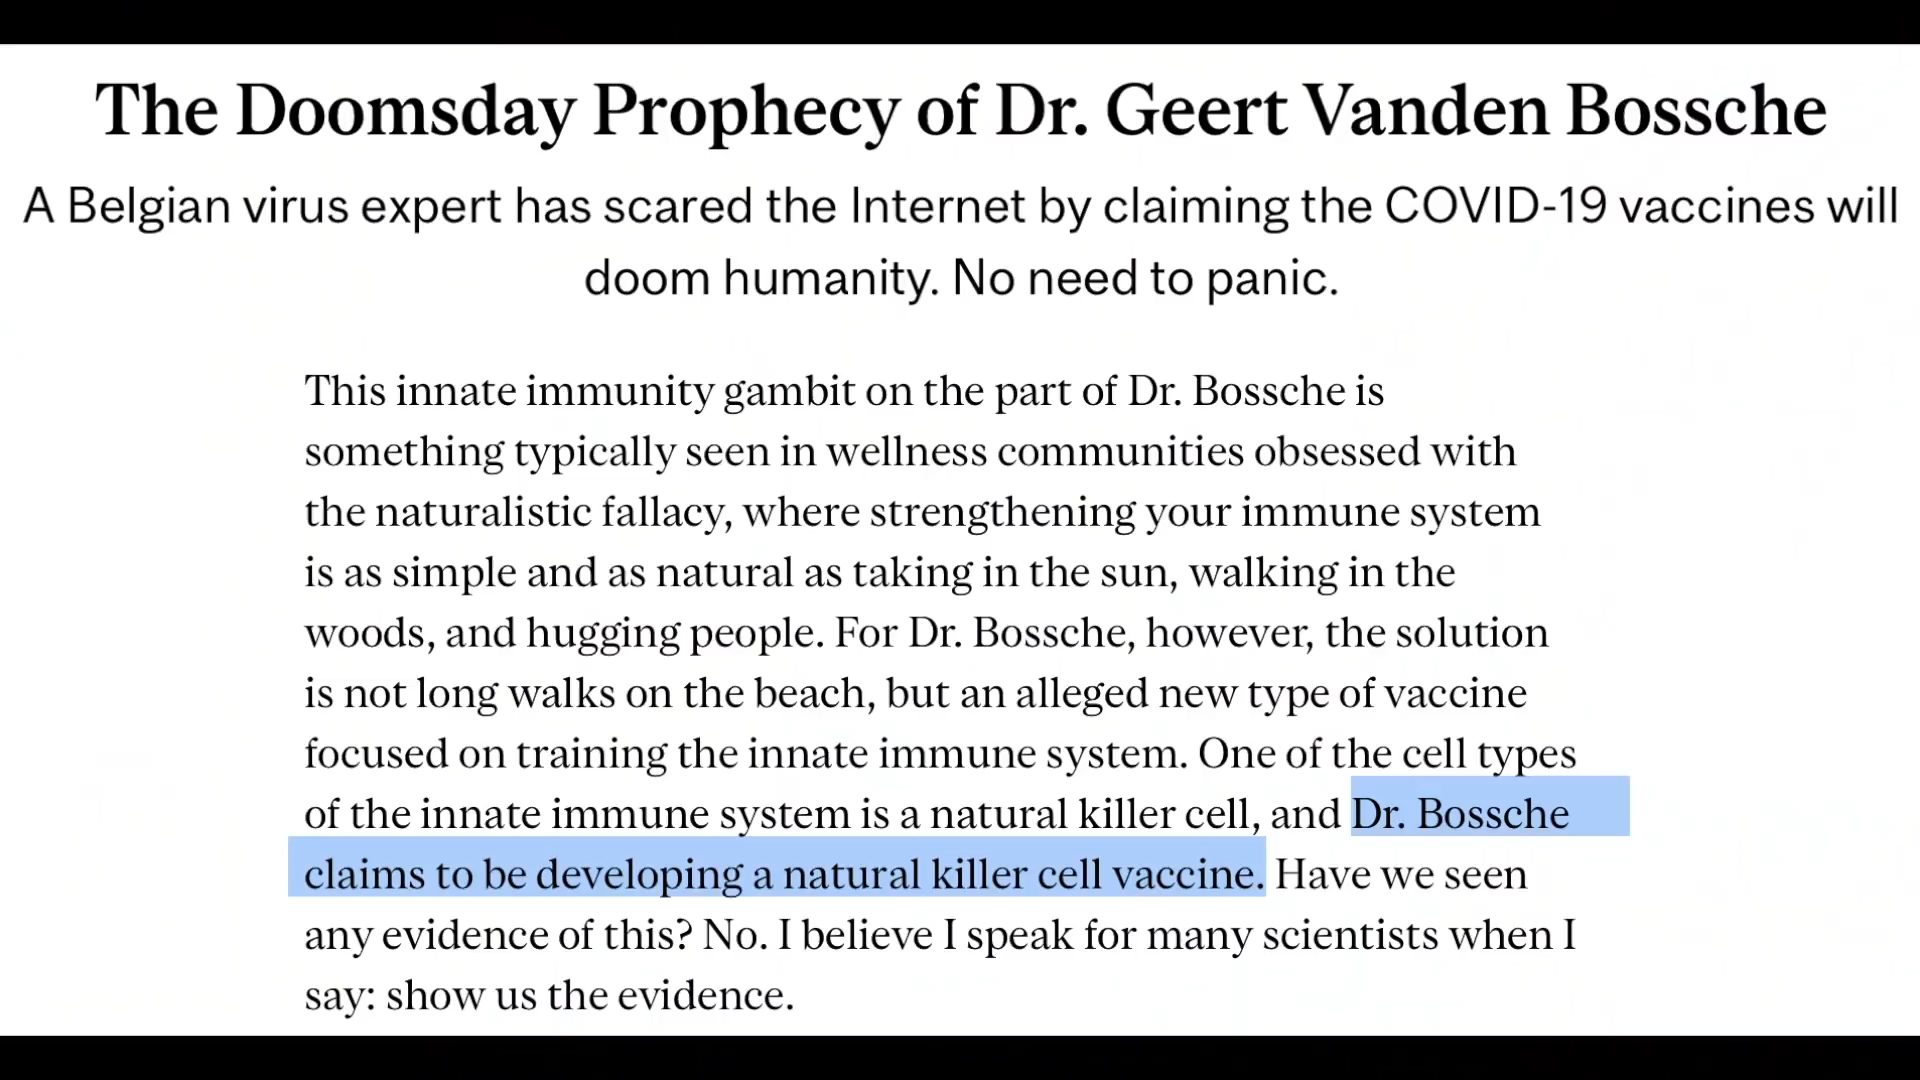 The Doomsday Prophecy of Dr. Geert Vanden Bossche
A Belgian virus expert has scared the Internet by claiming the COVID-19 vaccines will
doom humanity. No need to panic.
This innate immunity gambit on the part of Dr. Bossche is
something typically seen in wellness communities obsessed with
the naturalistic fallacy, where strengthening your immune system
is as simple and as natural as taking in the sun, walking in the
woods, and hugging people. For Dr. Bossche, however, the solution
is not long walks on the beach, but an alleged new type of vaccine
focused on training the innate immune system. One of the cell types
of the innate immune system is a natural killer cell, and Dr. Bossche
claims to be developing a natural killer cell vaccine. Have we seen
any evidence of this? No. I believe I speak for many scientists when I
say: show us the evidence.